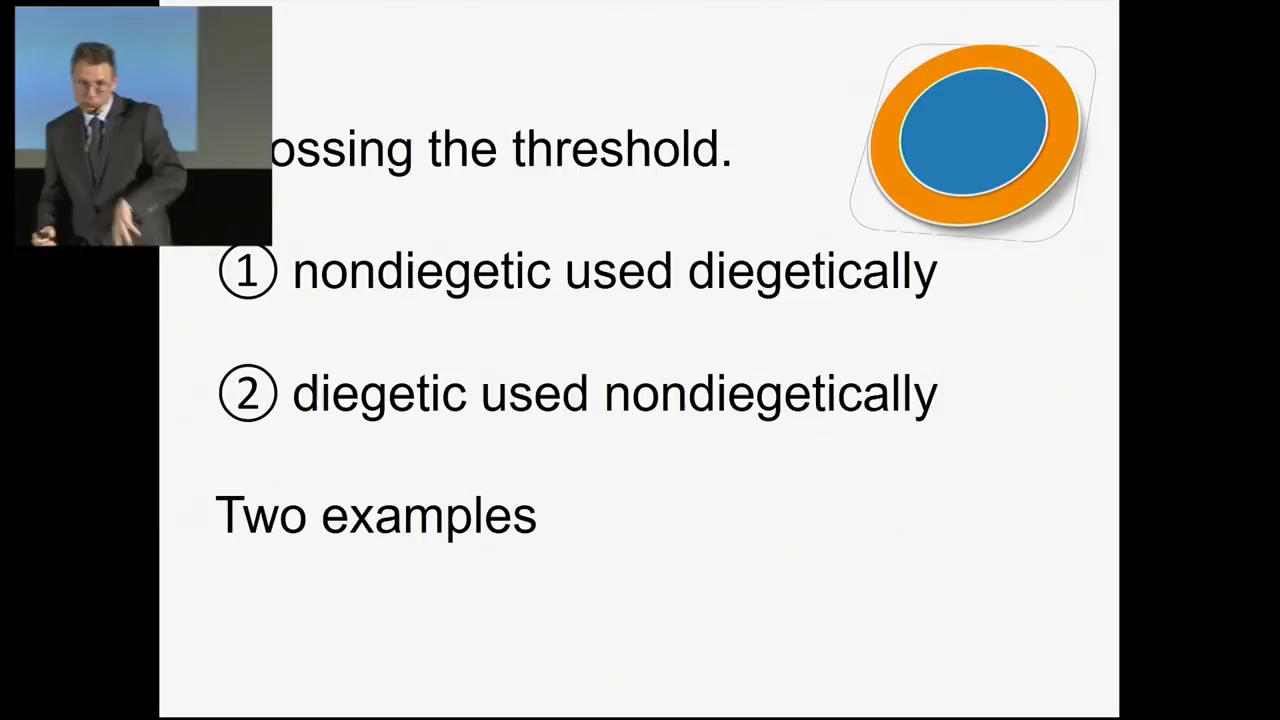 ossing the threshold.
① nondiegetic used diegetically
② diegetic used nondiegetically
Two examples